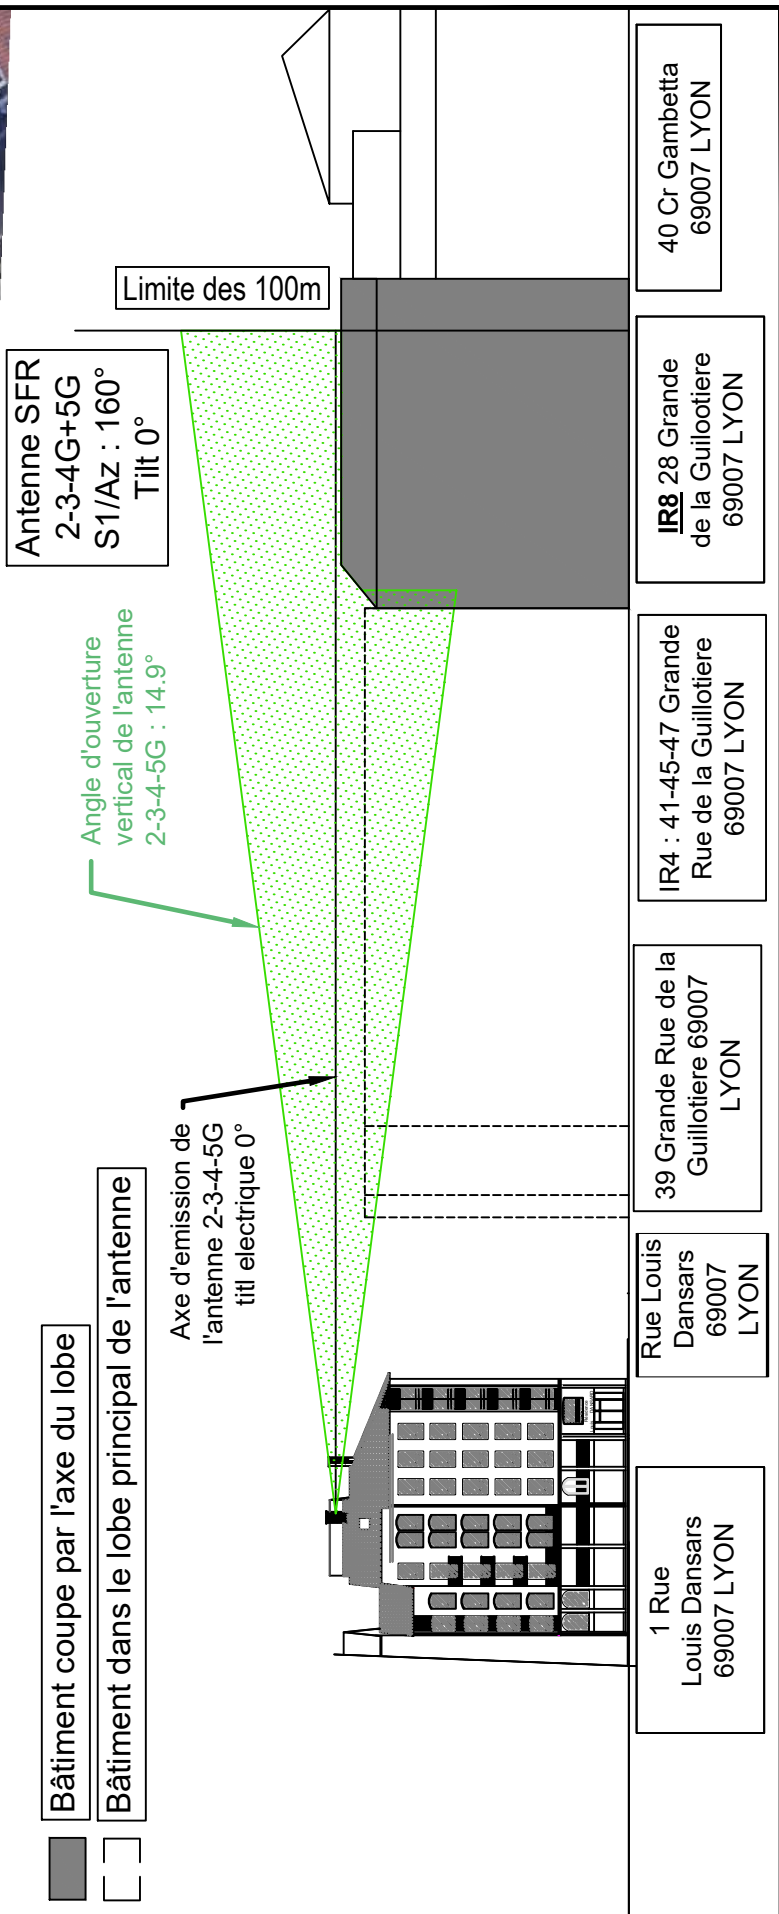 Bâtiment coupe par l'axe du lobe
Bâtiment dans le lobe principal de l'antenne
Antenne SFR
2-3-4G+5G
S1/Az : 160°
Tilt 0°
Limite des 100m
Angle d'ouverture
vertical de l'antenne
2-3-4-5G : 14.9°
Axe d'emission de
l'antenne 2-3-4-5G
titl electrique 0°
1 Rue
Louis Dansars
69007 LYON
Rue Louis
Dansars
69007
LYON
39 Grande Rue de la
Guillotiere 69007
LYON
IR4 : 41-45-47 Grande
Rue de la Guillotiere
69007 LYON
IR8 28 Grande
de la Guilootiere
69007 LYON
40 Cr Gambetta
69007 LYON